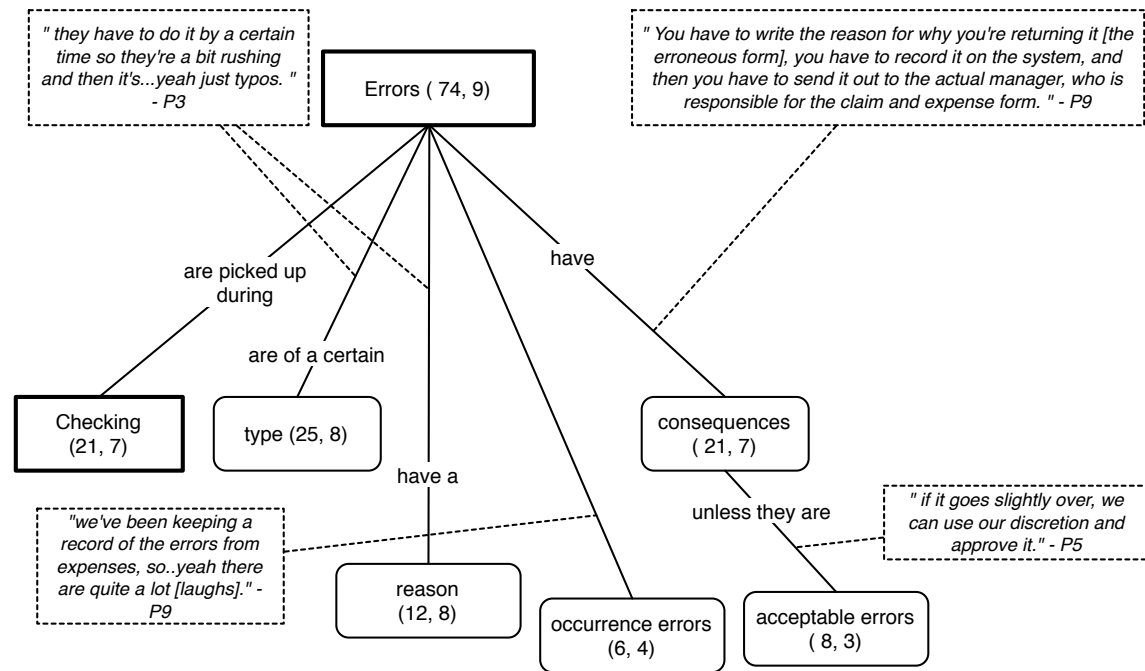 " they have to do it by a certain
time so they're a bit rushing
and then it's...yeah just typos. "
- P3
Errors ( 74, 9)
" You have to write the reason for why you're returning it [the
erroneous form], you have to record it on the system, and
then you have to send it out to the actual manager, who is
responsible for the claim and expense form. " - P9
are picked up
during
have
are of a certain
Checking
(21, 7)
type (25, 8)
consequences
( 21, 7)
have a
unless they are
" if it goes slightly over, we
can use our discretion and
approve it." - P5
"we've been keeping a
record of the errors from
expenses, so..yeah there
are quite a lot [laughs]." -
P9
reason
(12, 8)
occurrence errors
(6, 4)
acceptable errors
( 8, 3)